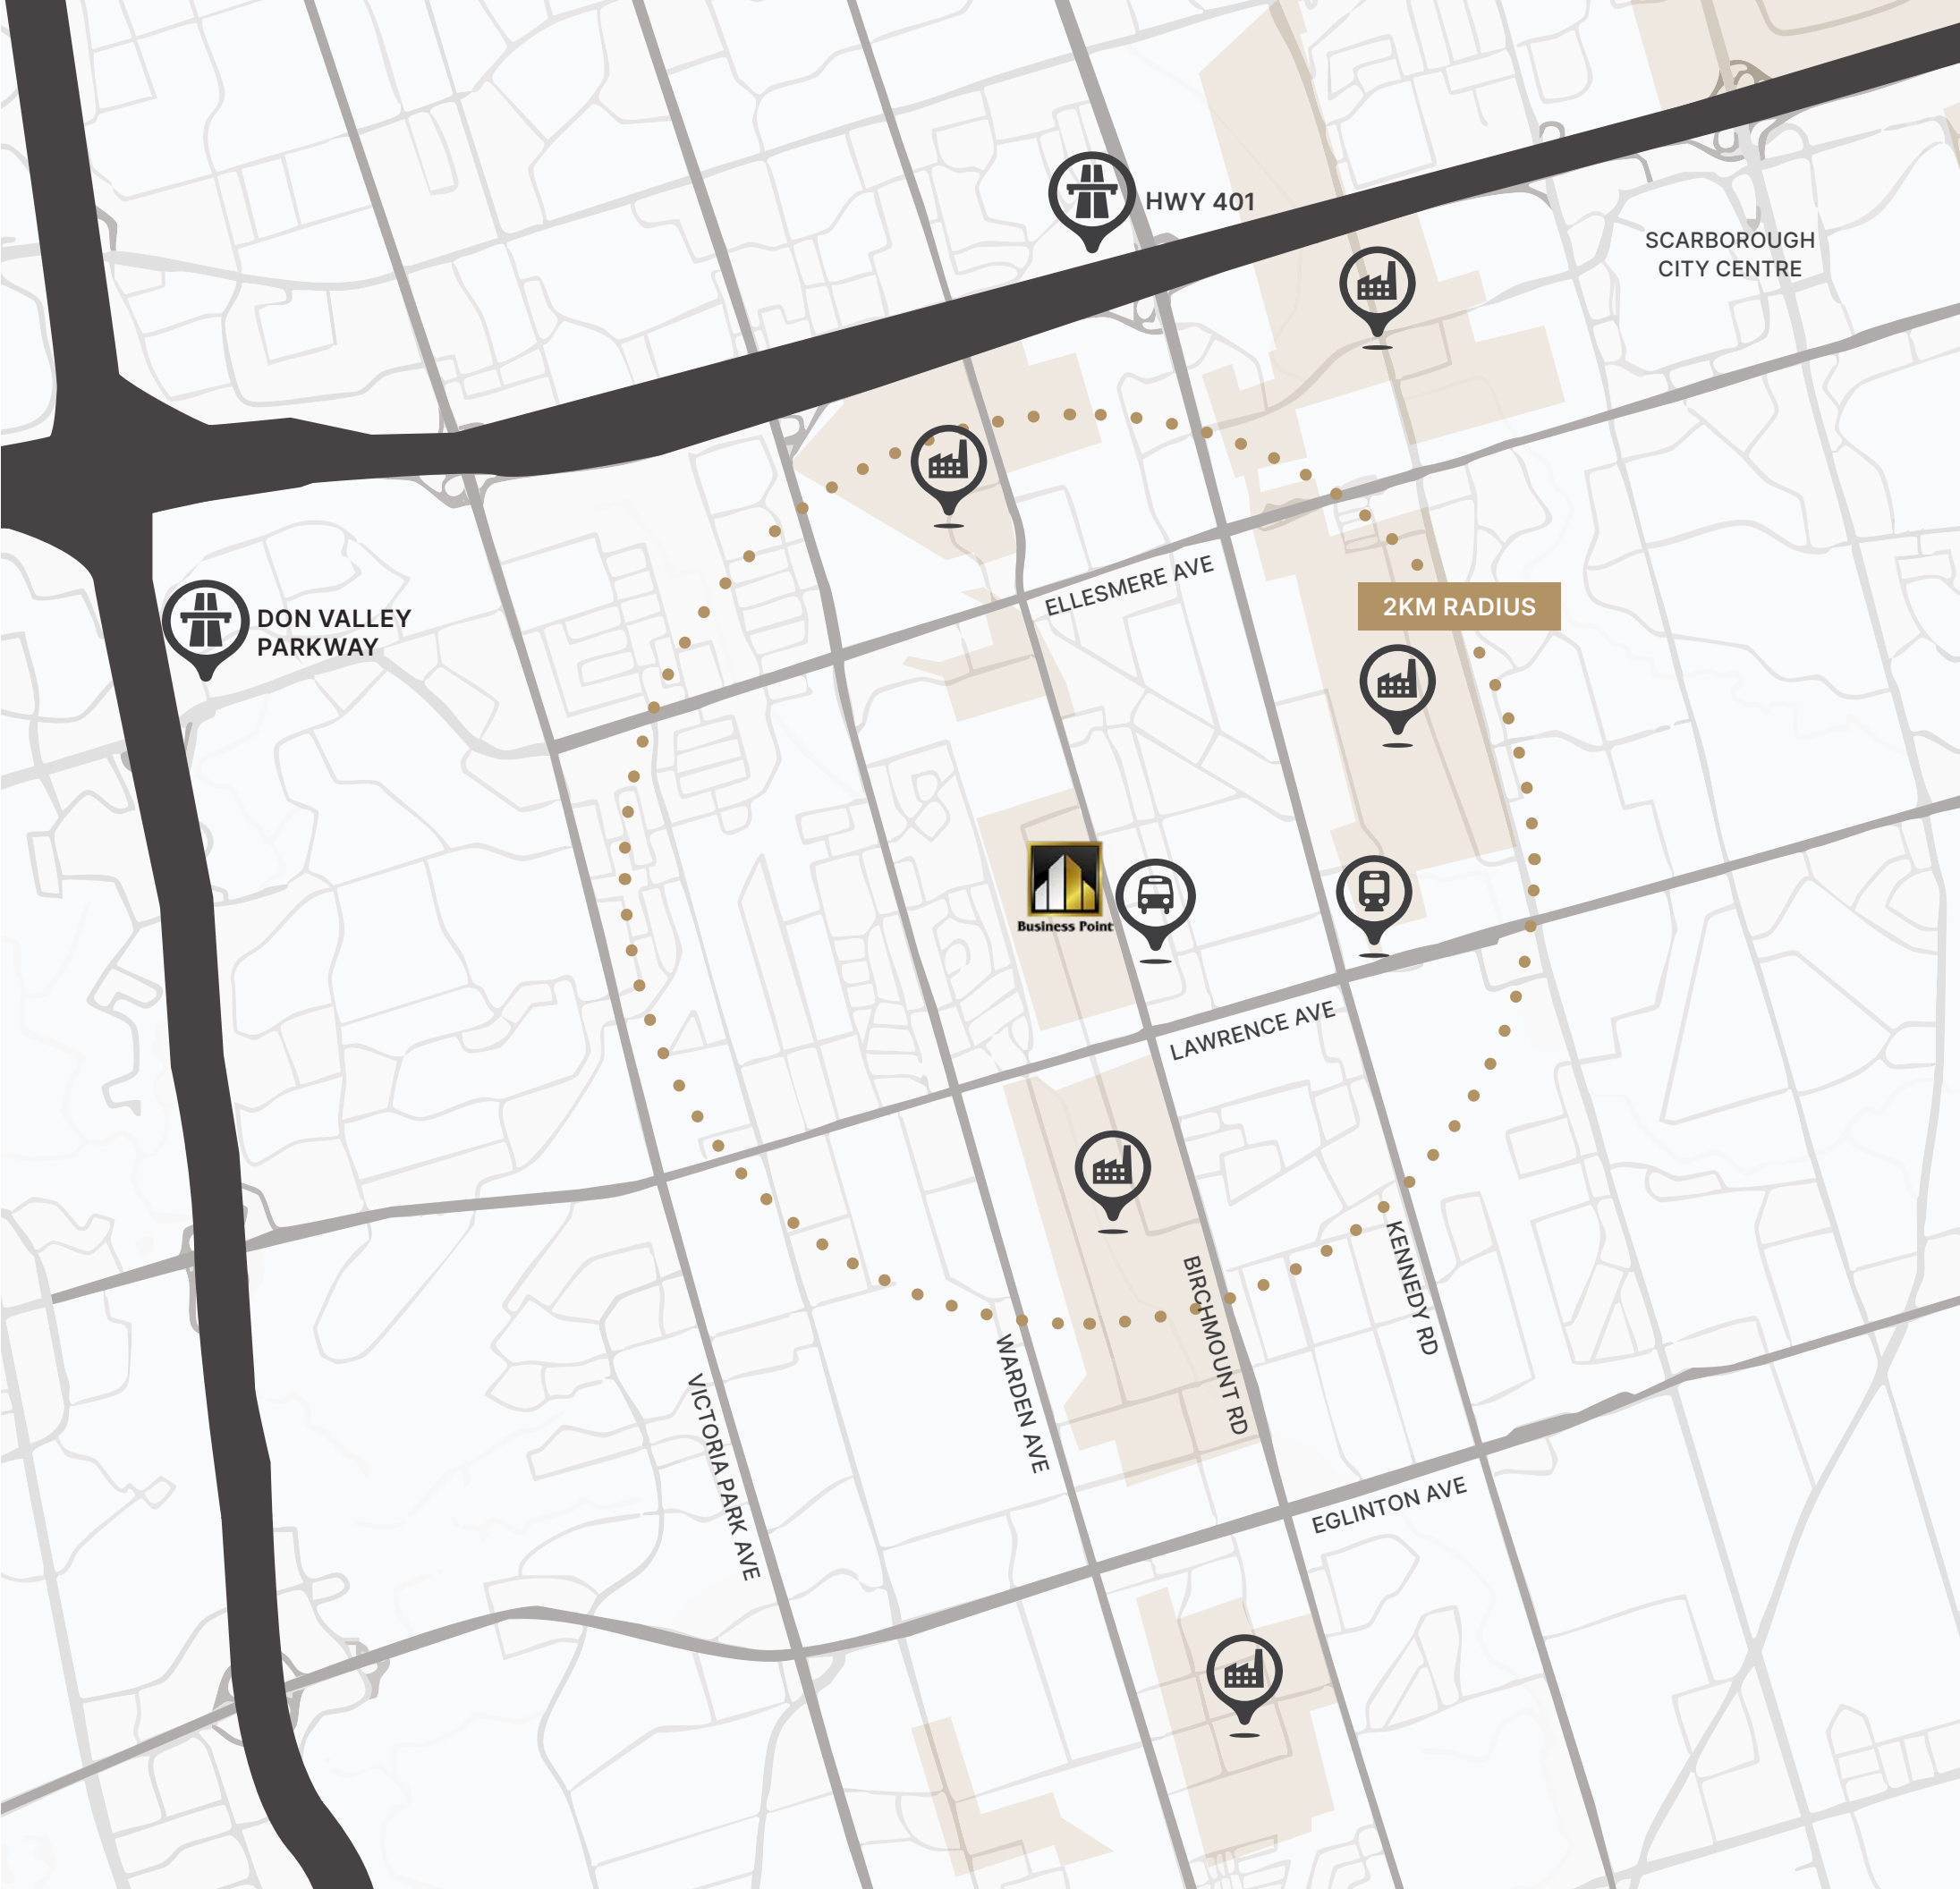 HWY 401
SCARBOROUGH
CITY CENTRE
ELLESMERE AVE
2KM RADIUS
DON VALLEY
PARKWAY
Business Point
LAWRENCE AVE
BIRCHMOUNT RD
KENNEDY RD
WARDEN AVE
VICTORIA PARK AVE
EGLINTON AVE